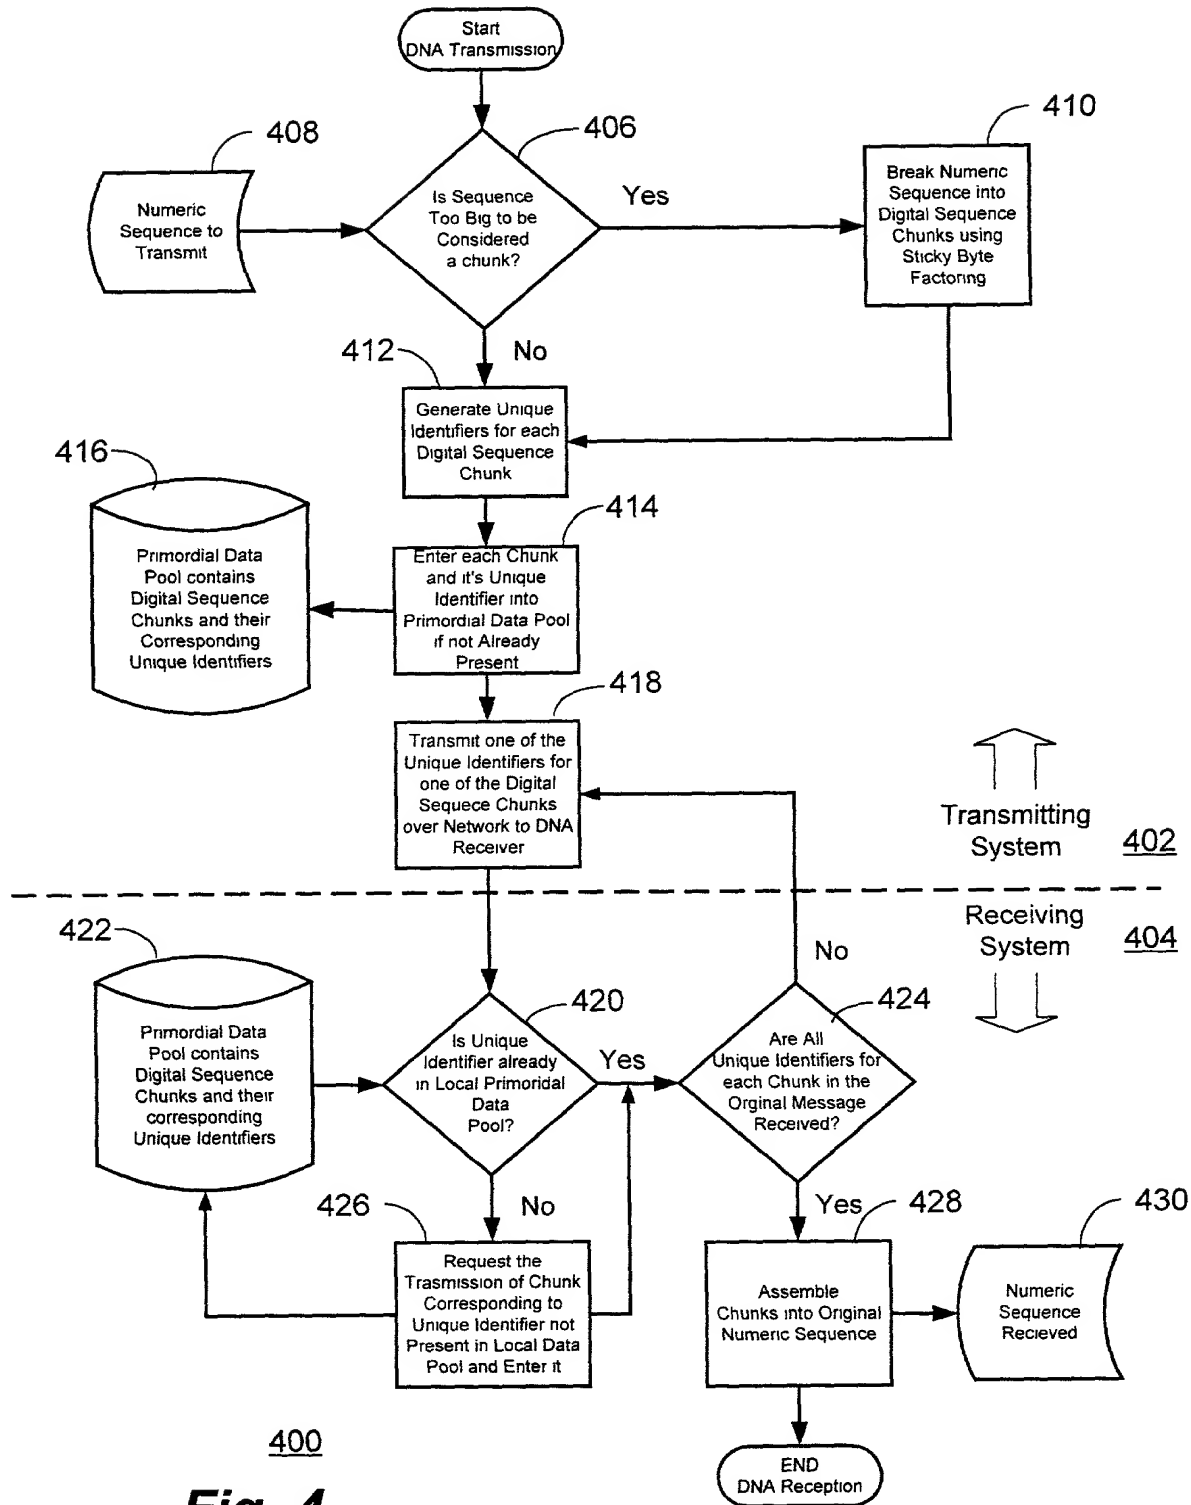 Start
DNA Transmission
408
406
410
Numeric
Sequence to
Transmit
Is Sequence
Too Big to be
Considered
a chunk?
Yes
Break Numeric
Sequence into
Digital Sequence
Chunks using
Sticky Byte
Factoring
No
412
Generate Unique
Identifiers for each
Digital Sequence
Chunk
416
414
Primordial Data
Pool contains
Digital Sequence
Chunks and their
Corresponding
Unique Identifiers
Enter each Chunk
and it's Unique
Identifier into
Primordial Data Pool
if not Already
Present
418
Transmit one of the
Unique Identifiers for
one of the Digital
Sequece Chunks
over Network to DNA
Receiver
Transmitting
System
402
Receiving
System
404
422
No
420
424
Primordial Data
Pool contains
Digital Sequence
Chunks and their
corresponding
Unique Identifiers
Is Unique
Identifier already
in Local Primoridal
Data
Pool?
Yes
Are All
Unique Identifiers for
each Chunk in the
Orginal Message
Received?
No
Yes
426
428
430
Request the
Trasmission of Chunk
Corresponding to
Unique Identifier not
Present in Local Data
Pool and Enter it
Assemble
Chunks into Original
Numeric Sequence
Numeric
Sequence
Recieved
400
END
DNA Reception
Fig. 4